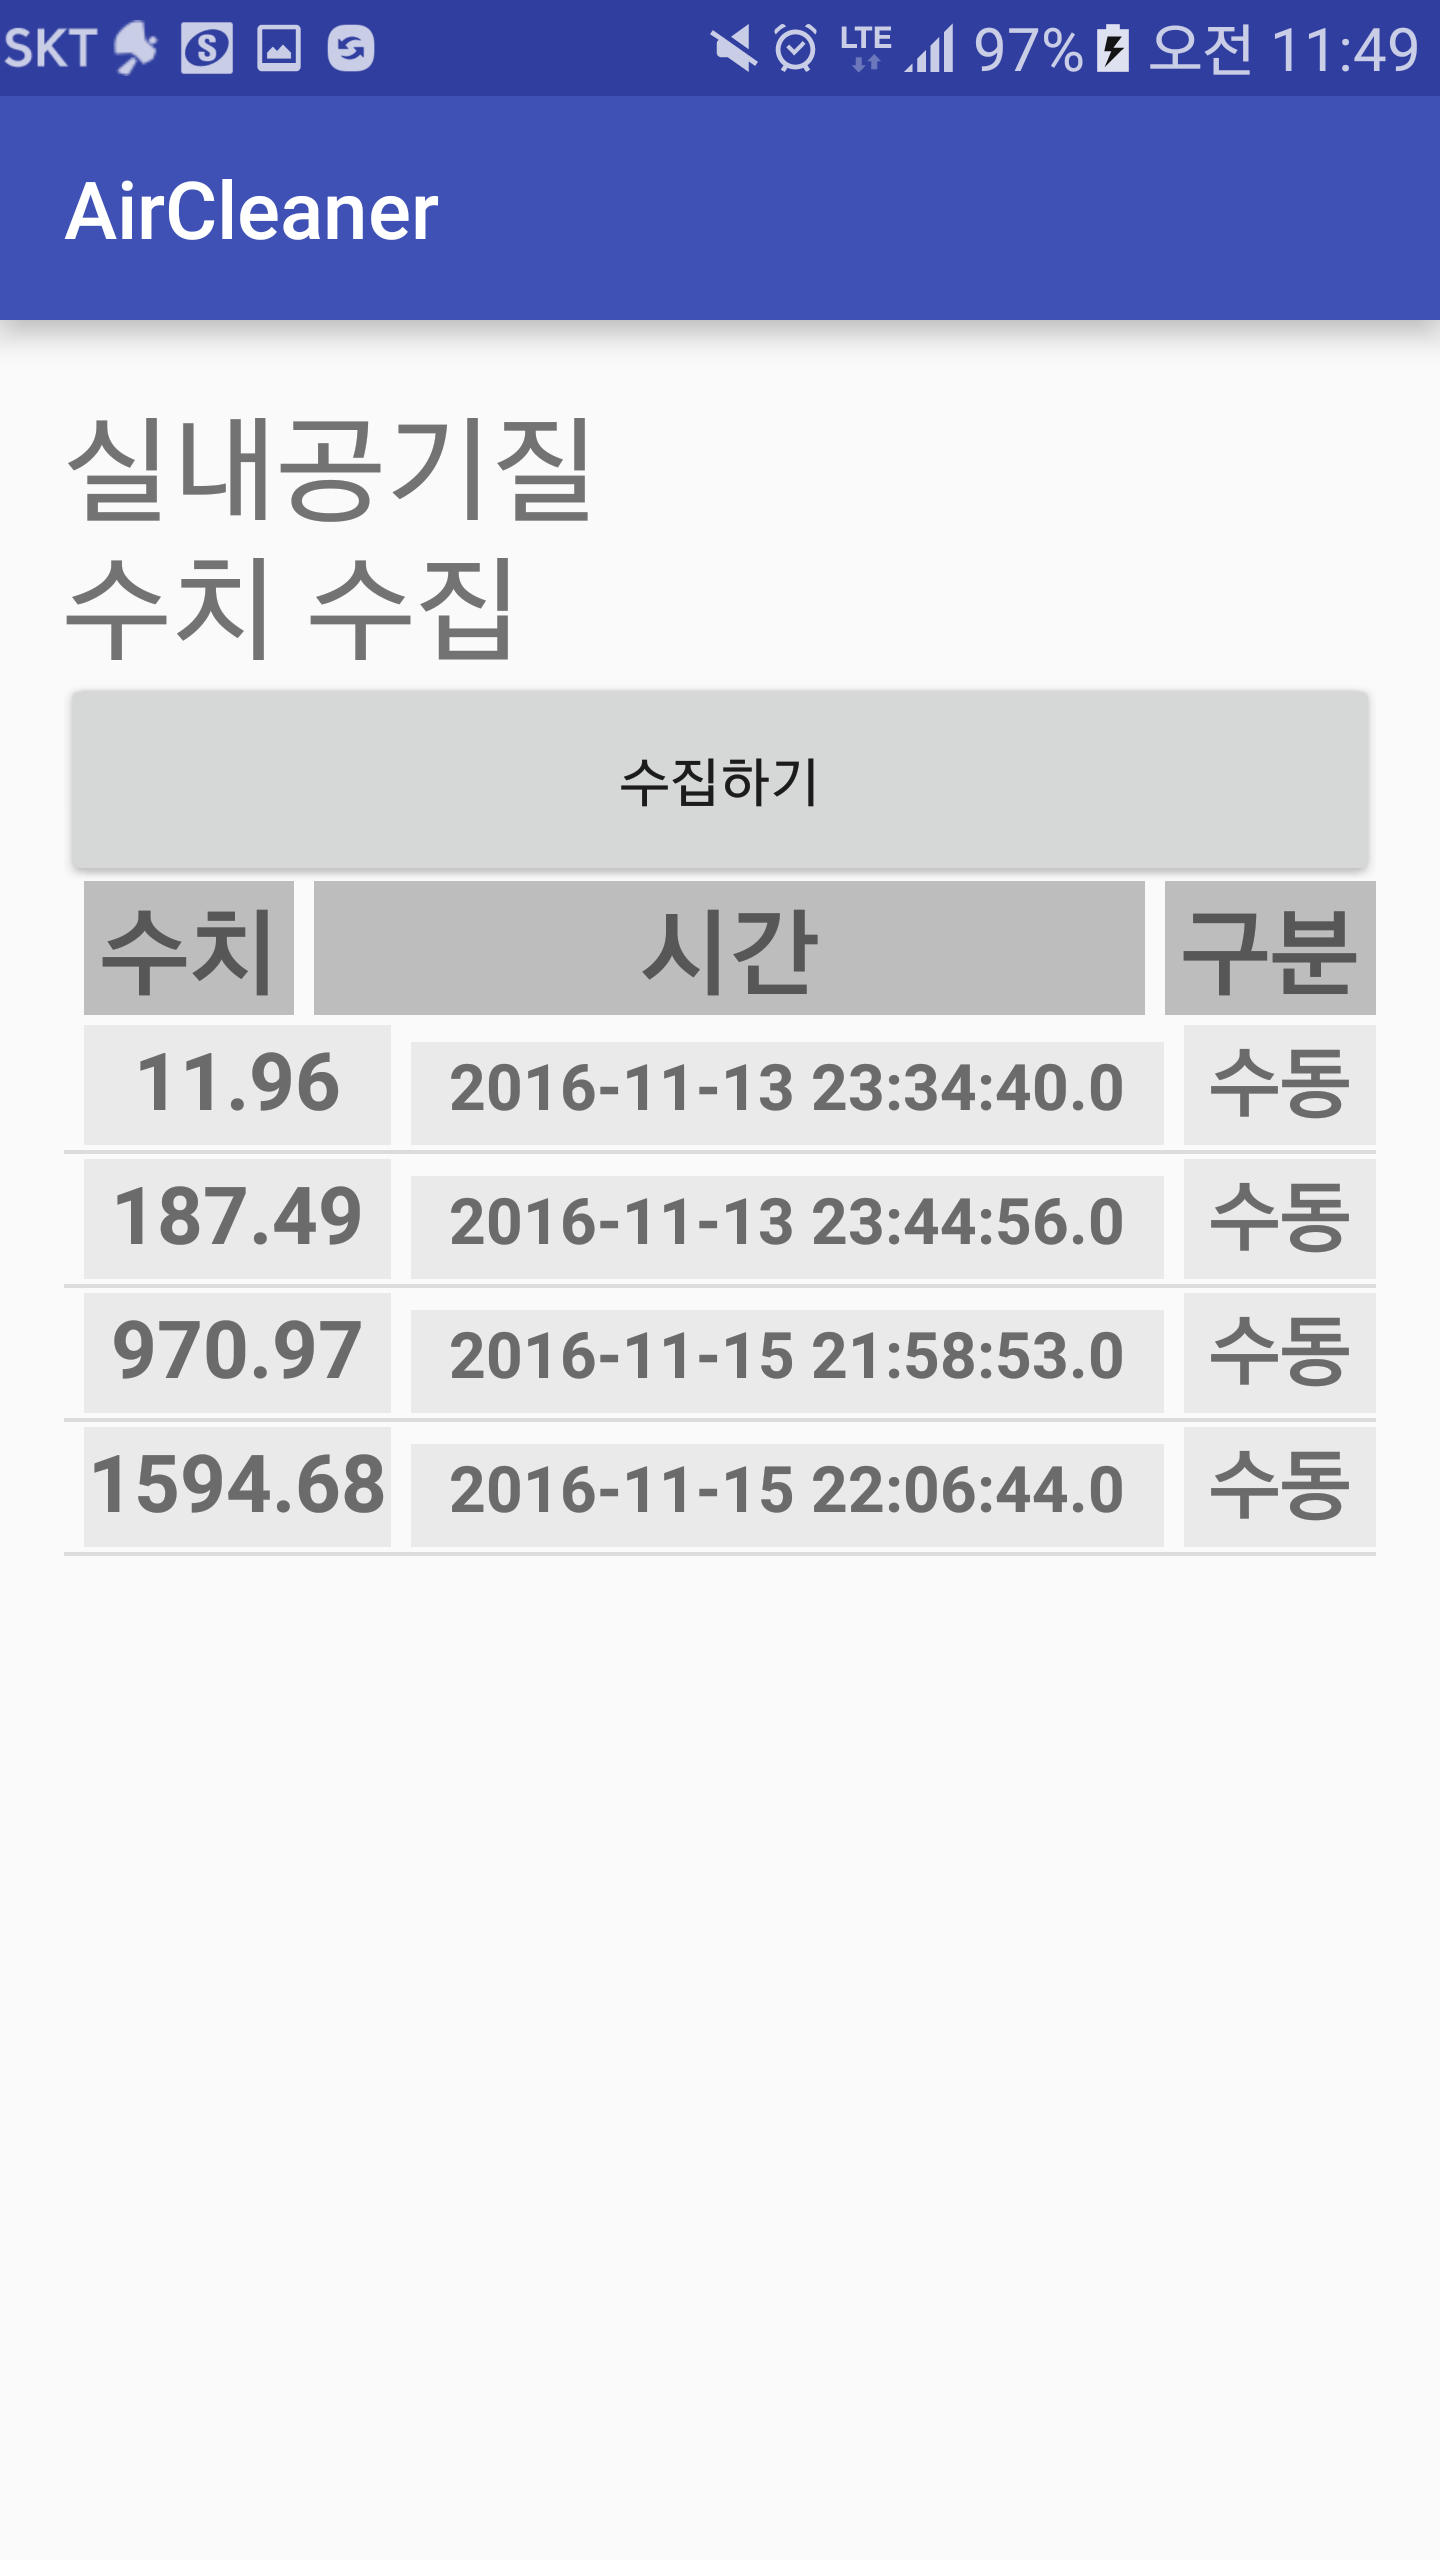 SKT LTE 97% 오전 11:49
AirCleaner
실내공기질
수치 수집
수집하기
수치 시간 구분
11.96 2016-11-13 23:34:40.0 수동
187.49 2016-11-13 23:44:56.0 수동
970.97 2016-11-15 21:58:53.0 수동
1594.68 2016-11-15 22:06:44.0 수동